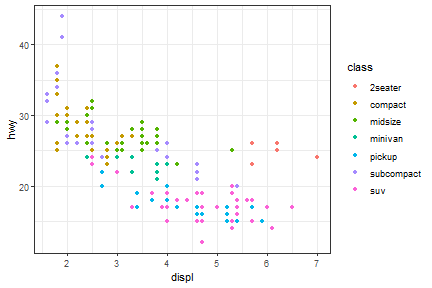 hwy
40
30
20
2
3
4
5
6
7
displ
class
2seater
compact
midsize
minivan
pickup
subcompact
suv